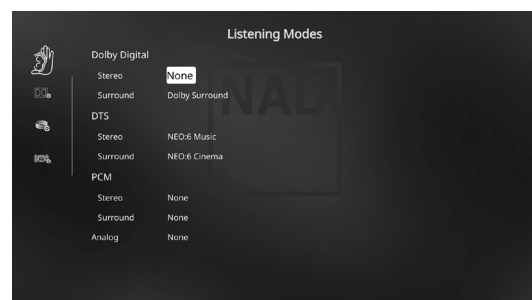 Listening Modes
Dolby Digital
Stereo None
Surround Dolby Surround
DTS
Stereo NEO:6 Music
Surround NEO:6 Cinema
PCM
Stereo None
Surround None
Analog None
NAD